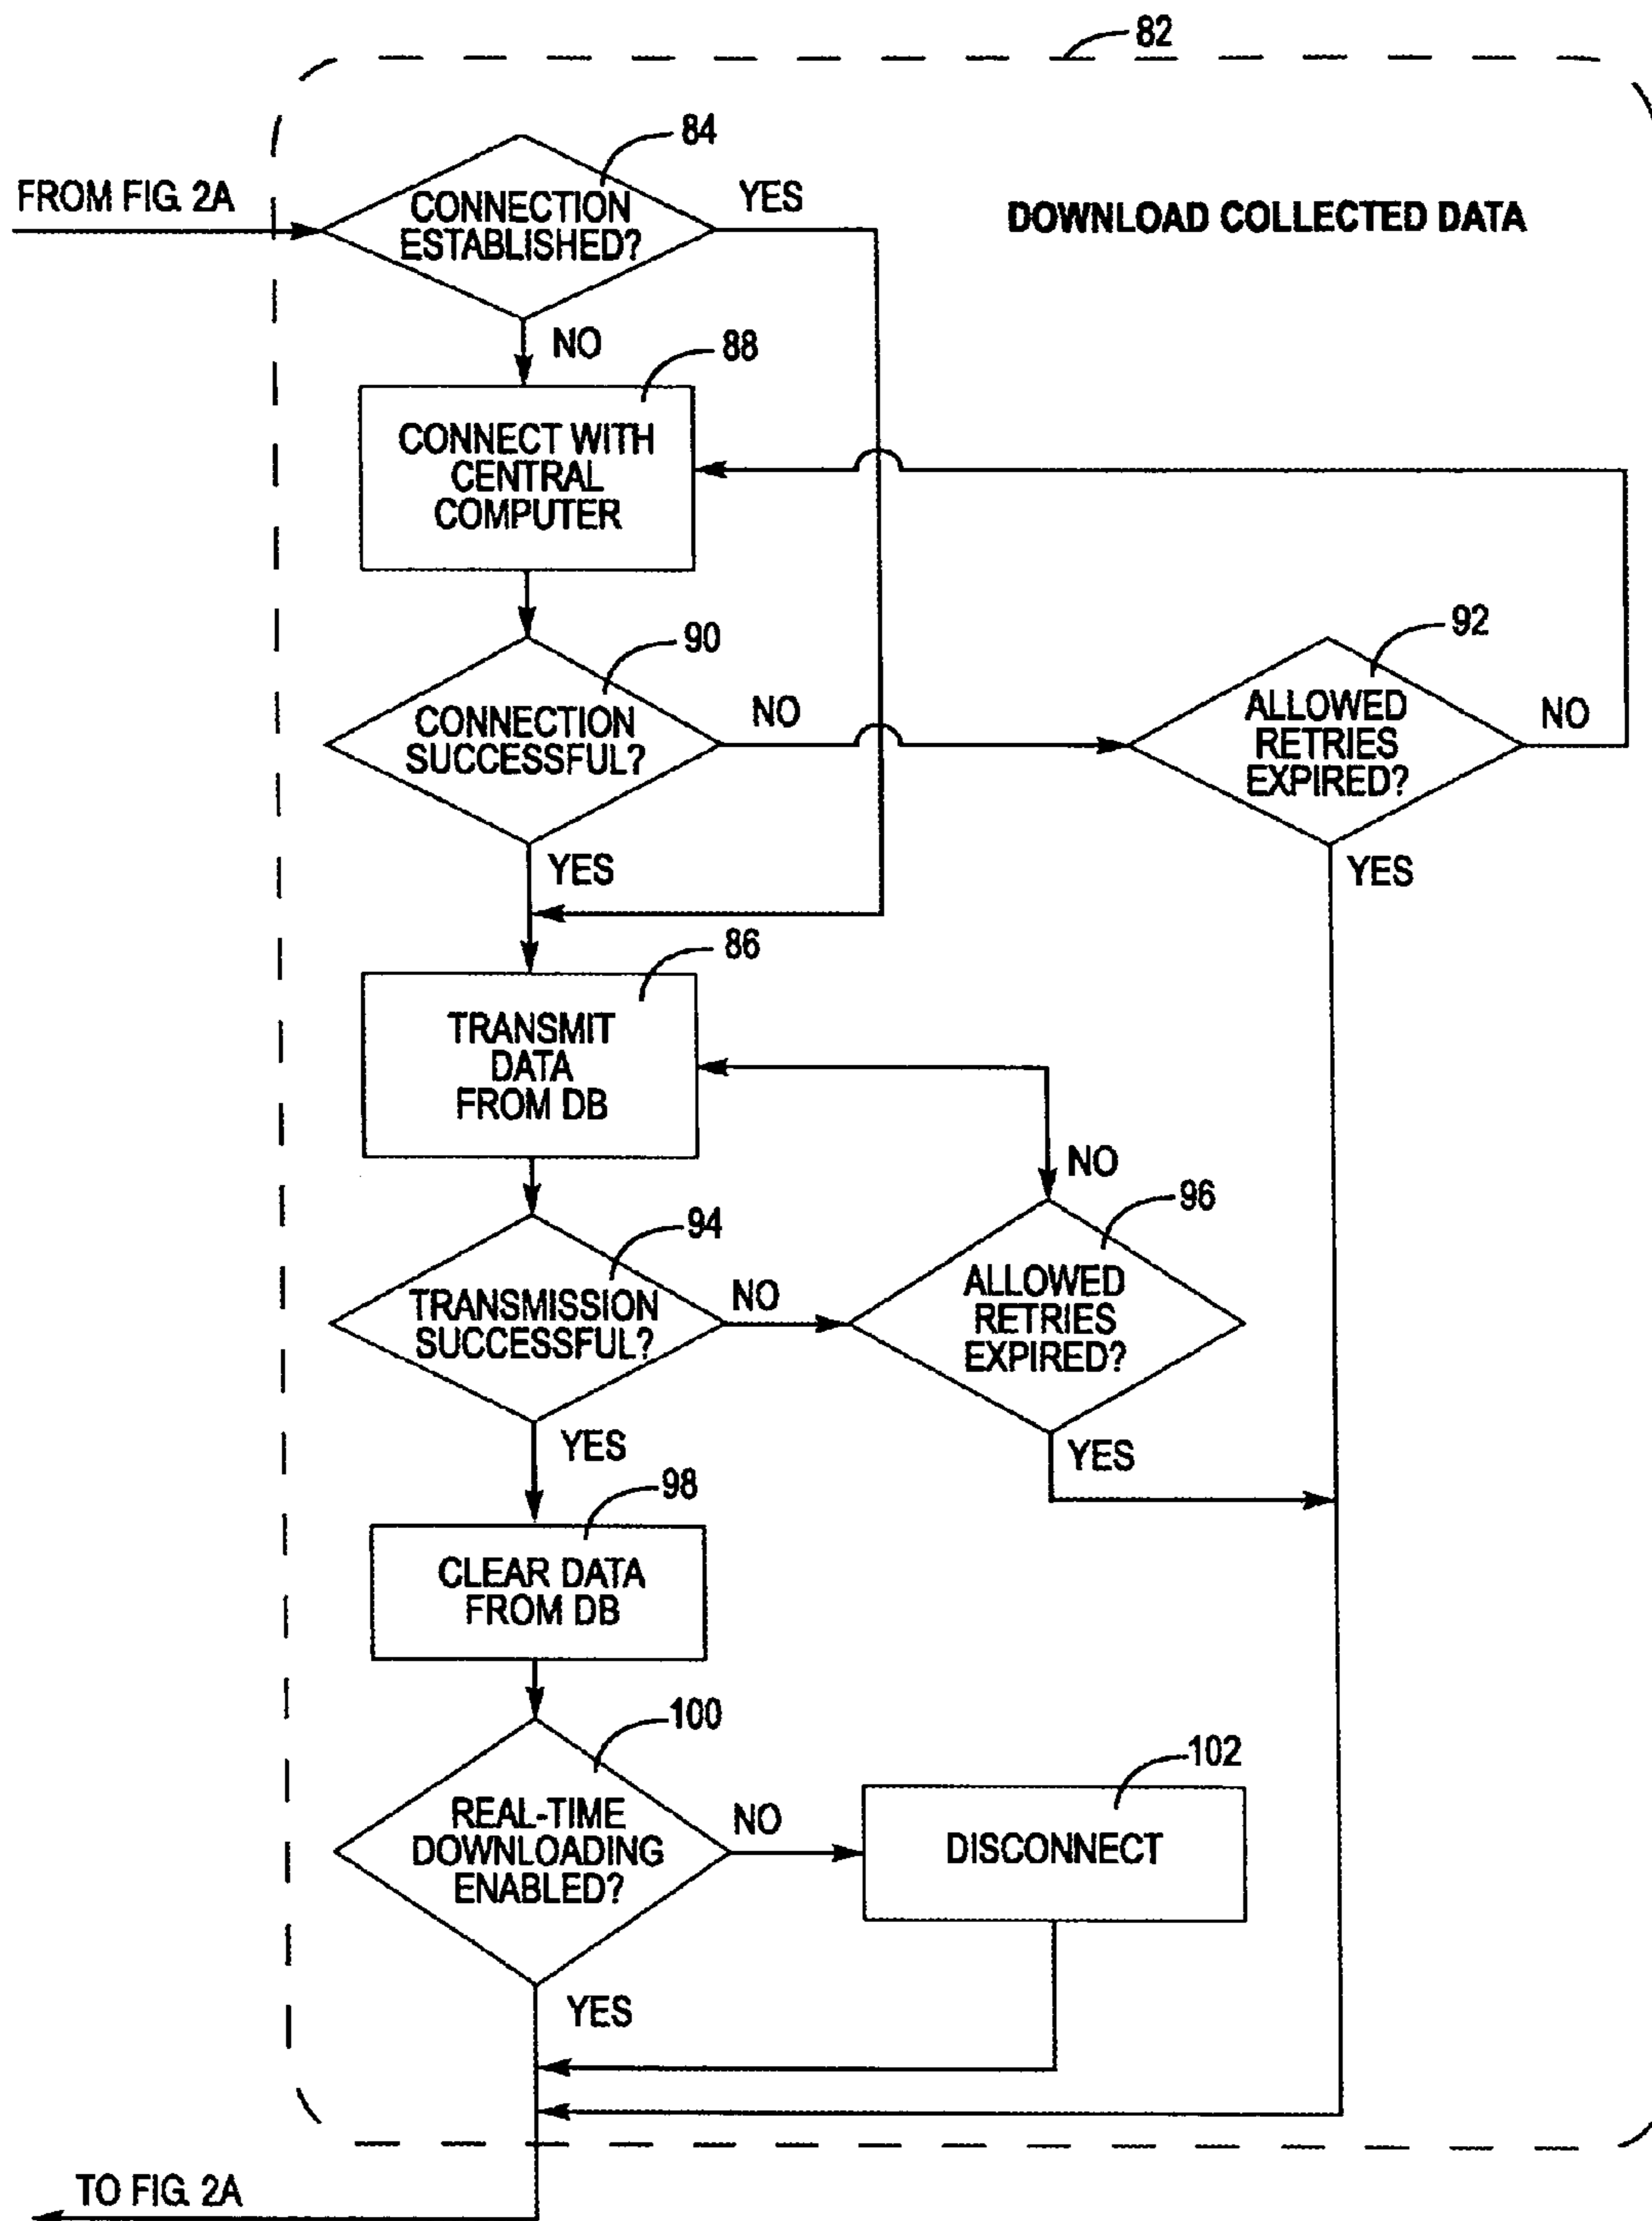 82
84
FROM FIG. 2A
CONNECTION
ESTABLISHED?
YES
DOWNLOAD COLLECTED DATA
NO
88
CONNECT WITH
CENTRAL
COMPUTER
90
CONNECTION
SUCCESSFUL?
NO
92
ALLOWED
RETRIES
EXPIRED?
NO
YES
YES
86
TRANSMIT
DATA
FROM DB
NO
94
TRANSMISSION
SUCCESSFUL?
NO
96
ALLOWED
RETRIES
EXPIRED?
YES
YES
98
CLEAR DATA
FROM DB
100
REAL-TIME
DOWNLOADING
ENABLED?
NO
102
DISCONNECT
YES
TO FIG. 2A